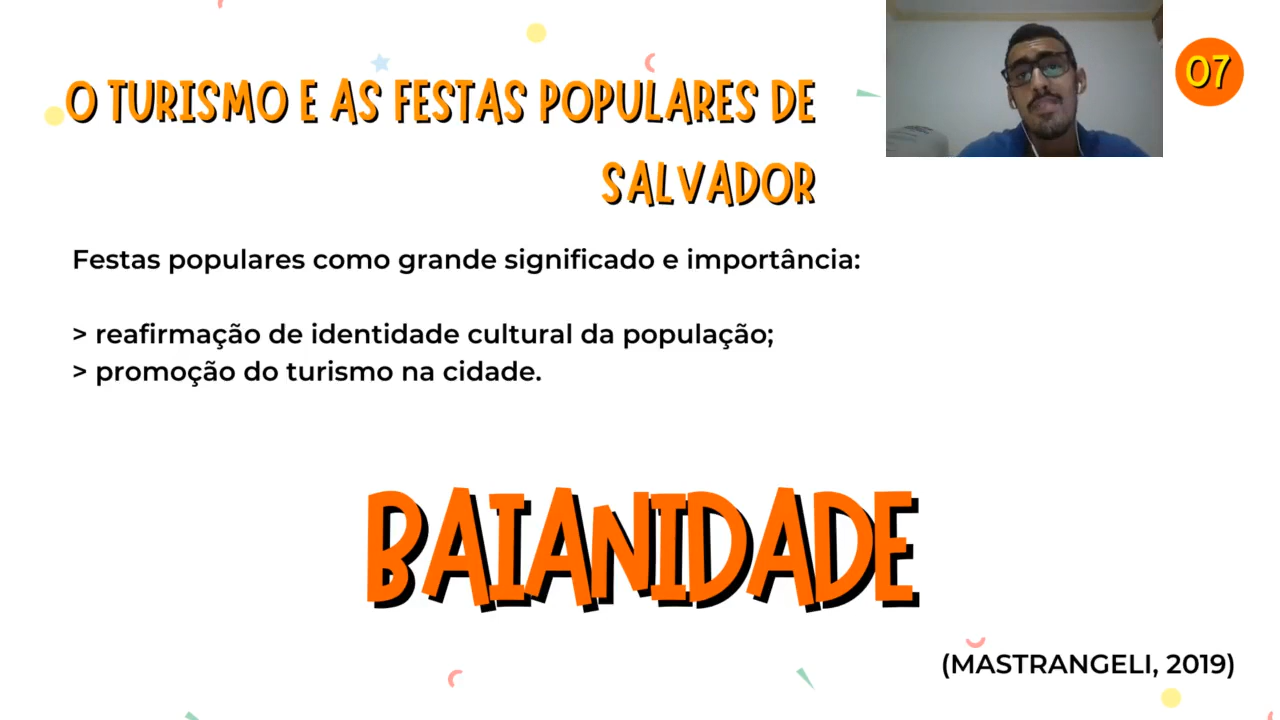 O TURISMO E AS FESTAS POPULARES DE
SALVADOR
07
Festas populares como grande significado e importância:
> reafirmação de identidade cultural da população;
> promoção do turismo na cidade.
BAIANIDADE
(MASTRANGELI, 2019)